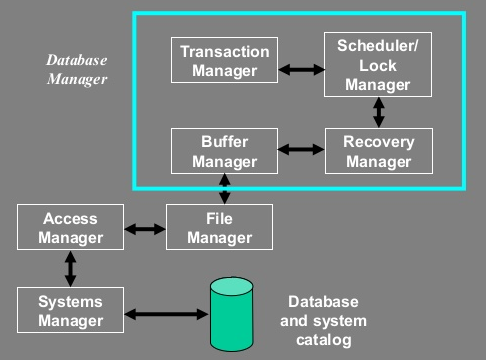 Database
Manager
Transaction
Manager
Scheduler/
Lock
Manager
Buffer
Manager
Recovery
Manager
Access
Manager
File
Manager
Systems
Manager
Database
and system
catalog